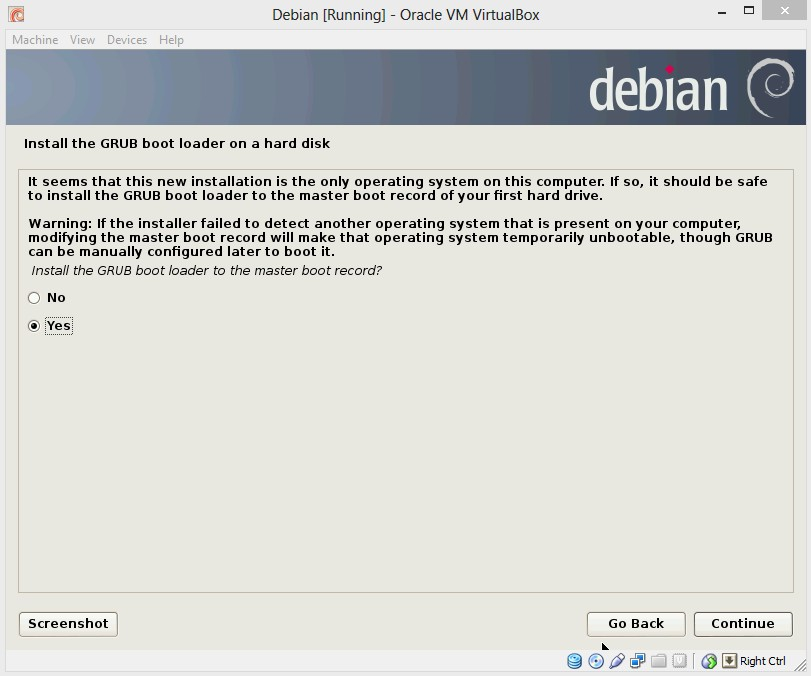 Debian [Running] - Oracle VM VirtualBox
Machine View Devices Help
debian
Install the GRUB boot loader on a hard disk
It seems that this new installation is the only operating system on this computer. If so, it should be safe
to install the GRUB boot loader to the master boot record of your first hard drive.
Warning: If the installer failed to detect another operating system that is present on your computer,
modifying the master boot record will make that operating system temporarily unbootable, though GRUB
can be manually configured later to boot it.
Install the GRUB boot loader to the master boot record?
No
Yes
Screenshot Go Back Continue
Right Ctrl